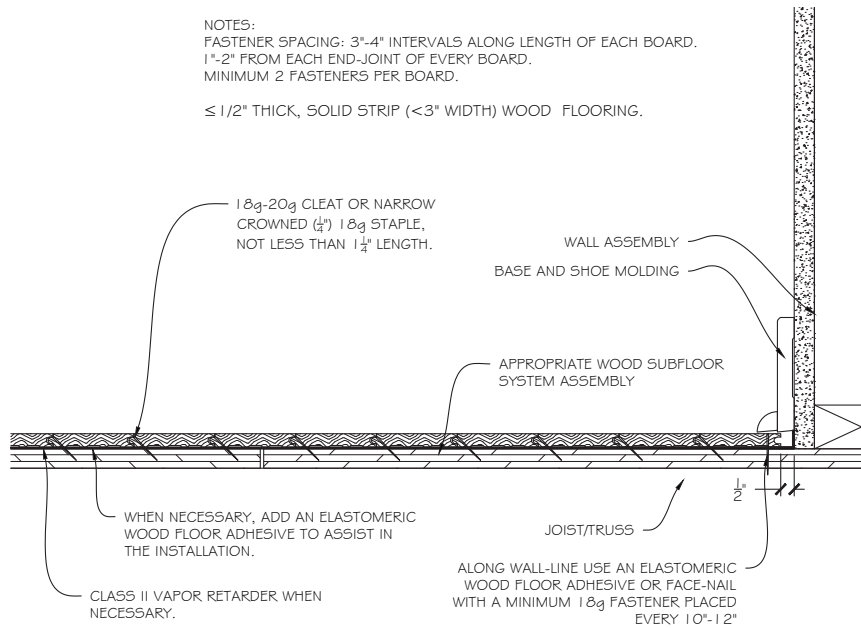 NOTES:
FASTENER SPACING: 3"-4" INTERVALS ALONG LENGTH OF EACH BOARD.
1"-2" FROM EACH END-JOINT OF EVERY BOARD.
MINIMUM 2 FASTENERS PER BOARD.
≤ 1/2" THICK, SOLID STRIP (<3" WIDTH) WOOD FLOORING.
18g-20g CLEAT OR NARROW
CROWNED (1/4") 18g STAPLE,
NOT LESS THAN 1 1/4" LENGTH.
WALL ASSEMBLY
BASE AND SHOE MOLDING
APPROPRIATE WOOD SUBFLOOR
SYSTEM ASSEMBLY
1/2"
WHEN NECESSARY, ADD AN ELASTOMERIC
WOOD FLOOR ADHESIVE TO ASSIST IN
THE INSTALLATION.
JOIST/TRUSS
CLASS II VAPOR RETARDER WHEN
NECESSARY.
ALONG WALL-LINE USE AN ELASTOMERIC
WOOD FLOOR ADHESIVE OR FACE-NAIL
WITH A MINIMUM 18g FASTENER PLACED
EVERY 10"-12"